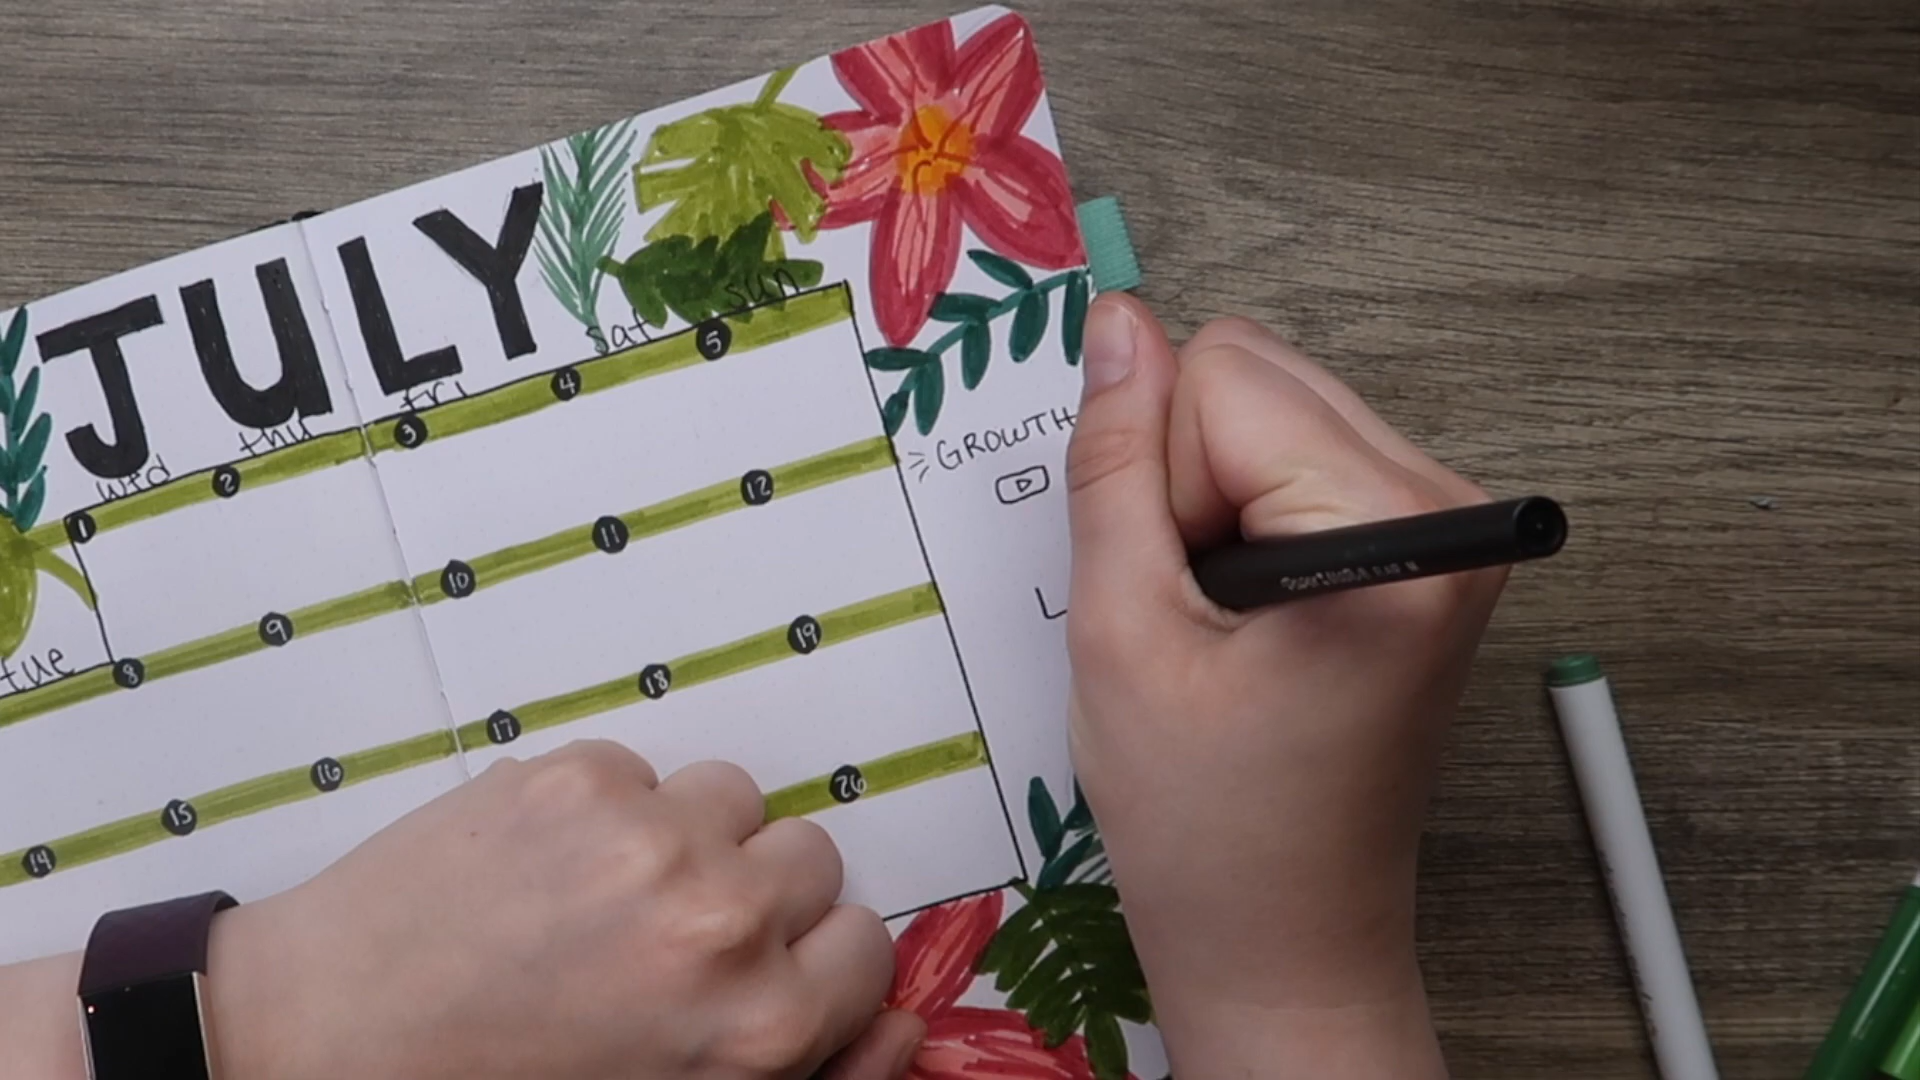 JULY
wed thu fri sat sun
1 2 3 4 5
GROWTH
tue
8 9 10 11 12
L
14 15 16 17 18 19
26